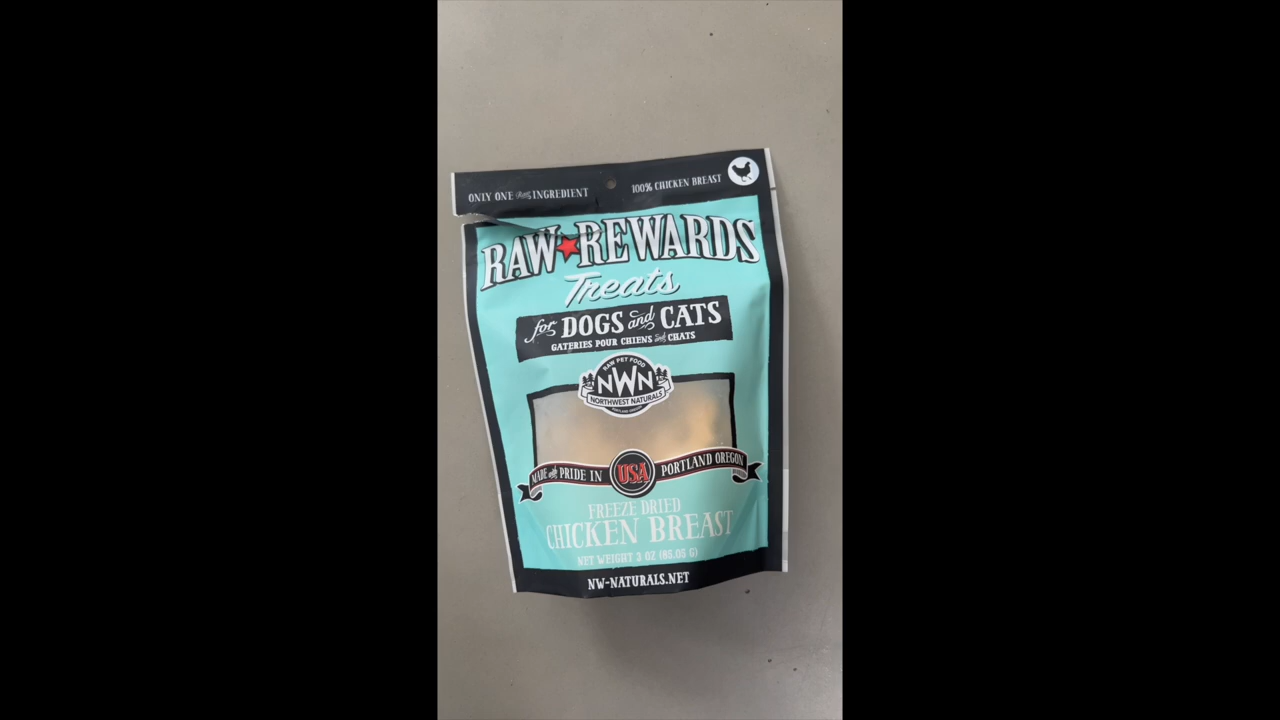 ONLY ONE INGREDIENT
100% CHICKEN BREAST
RAW REWARDS
Treats
for DOGS and CATS
GATERIES POUR CHIENS and CHATS
RAW PET FOOD
NWN
NORTHWEST NATURALS
MADE with PRIDE IN USA PORTLAND OREGON
FREEZE DRIED
CHICKEN BREAST
NET WEIGHT 3 OZ (85.05 G)
NW-NATURALS.NET